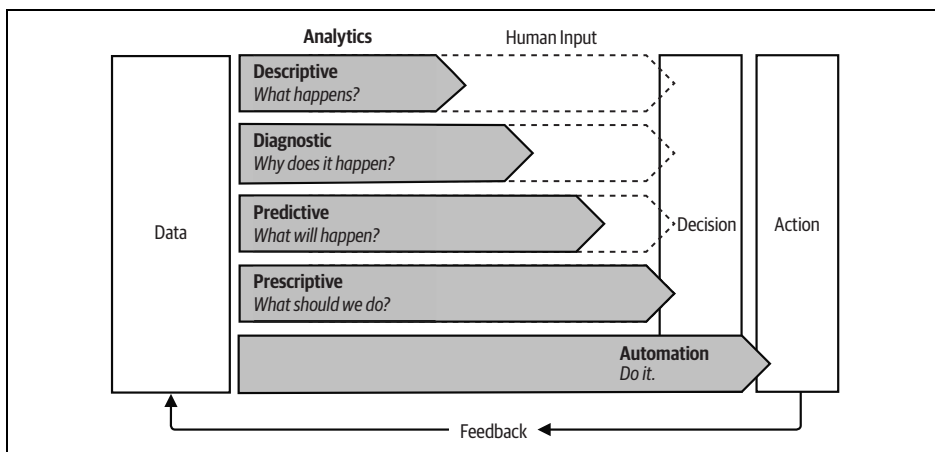 Analytics
Human Input
Descriptive
What happens?
Diagnostic
Why does it happen?
Predictive
What will happen?
Prescriptive
What should we do?
Automation
Do it.
Data
Decision
Action
Feedback